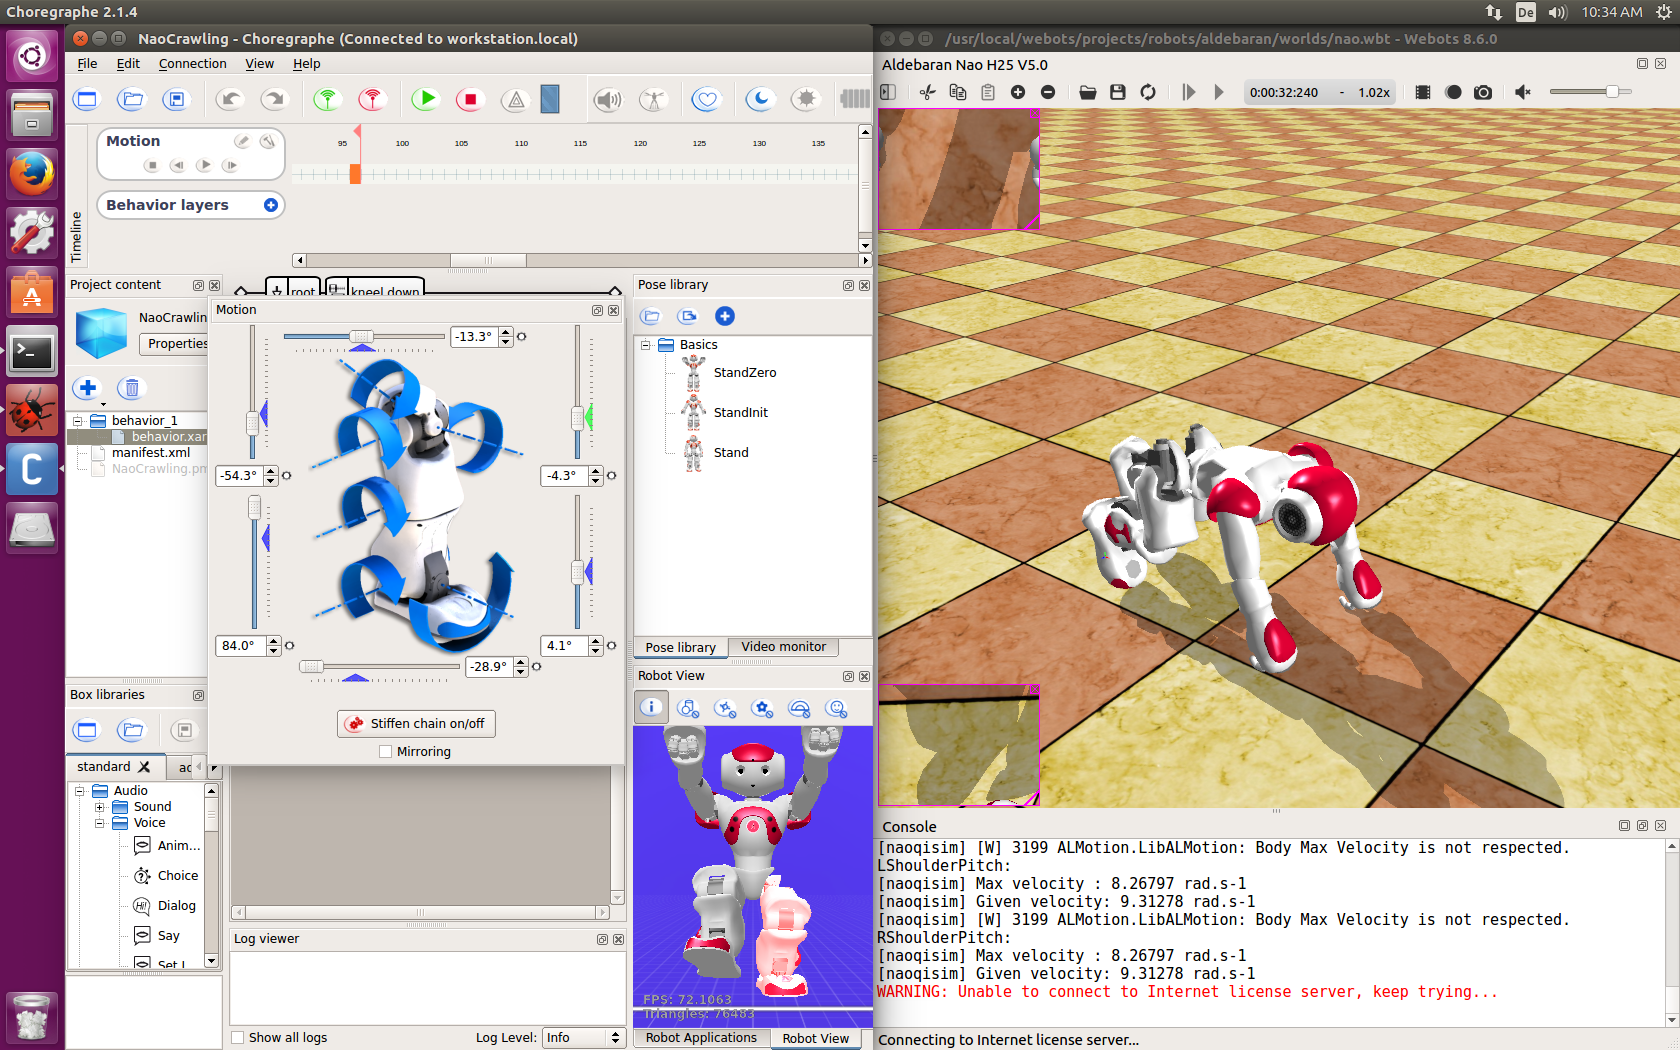 Choregraphe 2.1.4
De
10:34 AM
NaoCrawling - Choregraphe (Connected to workstation.local)
File Edit Connection View Help
Motion
95 100 105 110 115 120 125 130 135
Behavior layers
Timeline
Project content
NaoCrawlin
Properties
behavior_1
behavior.xar
manifest.xml
NaoCrawling.pm
root
kneel down
Motion
-13.3°
-54.3°
-4.3°
84.0°
4.1°
-28.9°
Stiffen chain on/off
Mirroring
Pose library
Basics
StandZero
StandInit
Stand
Pose library
Video monitor
Box libraries
standard
ac
Audio
Sound
Voice
Anim...
Choice
Hi!
Dialog
Say
Set l
Log viewer
Show all logs
Log Level:
Info
Robot View
FPS: 72.1063
Triangles: 76483
Robot Applications
Robot View
/usr/local/webots/projects/robots/aldebaran/worlds/nao.wbt - Webots 8.6.0
Aldebaran Nao H25 V5.0
0:00:32:240 - 1.02x
Console
[naoqisim] [W] 3199 ALMotion.LibALMotion: Body Max Velocity is not respected.
LShoulderPitch:
[naoqisim] Max velocity : 8.26797 rad.s-1
[naoqisim] Given velocity: 9.31278 rad.s-1
[naoqisim] [W] 3199 ALMotion.LibALMotion: Body Max Velocity is not respected.
RShoulderPitch:
[naoqisim] Max velocity : 8.26797 rad.s-1
[naoqisim] Given velocity: 9.31278 rad.s-1
WARNING: Unable to connect to Internet license server, keep trying...
Connecting to Internet license server...